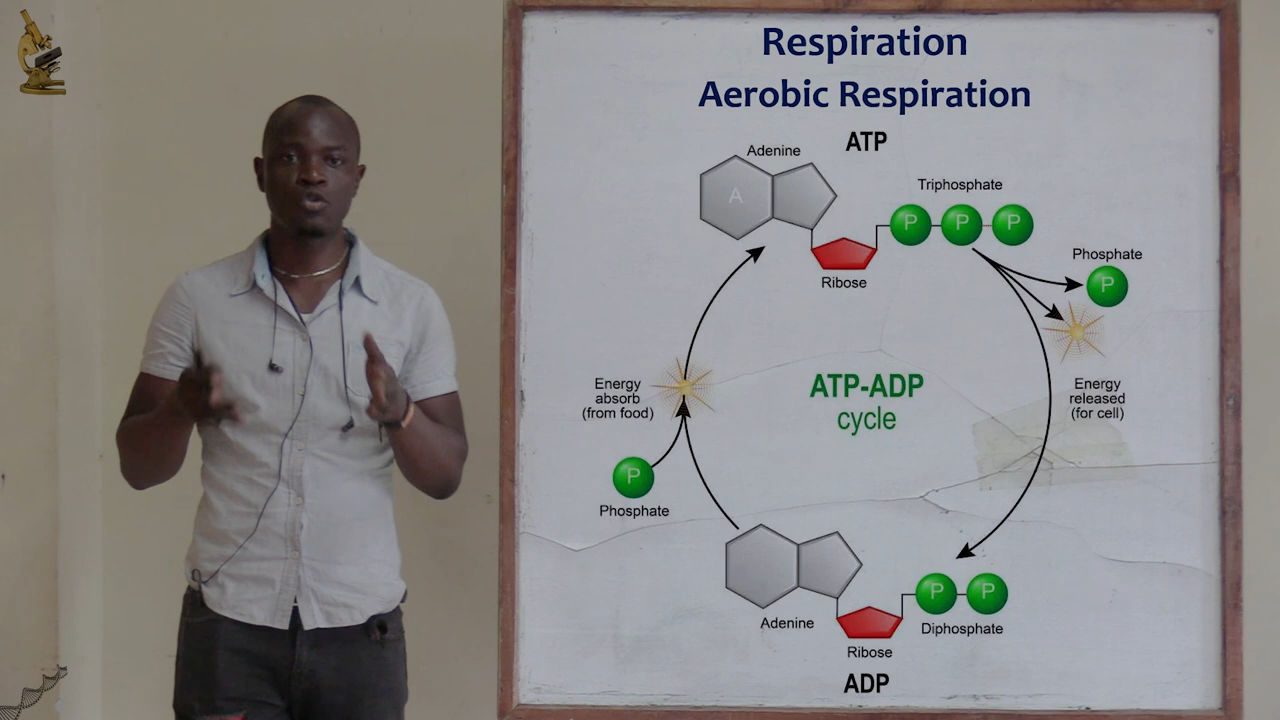 Respiration
Aerobic Respiration
ATP
Adenine
A
Triphosphate
P P P
Ribose
Phosphate
P
Energy
absorb
(from food)
ATP-ADP
cycle
Energy
released
(for cell)
P
Phosphate
Adenine
P P
Diphosphate
Ribose
ADP